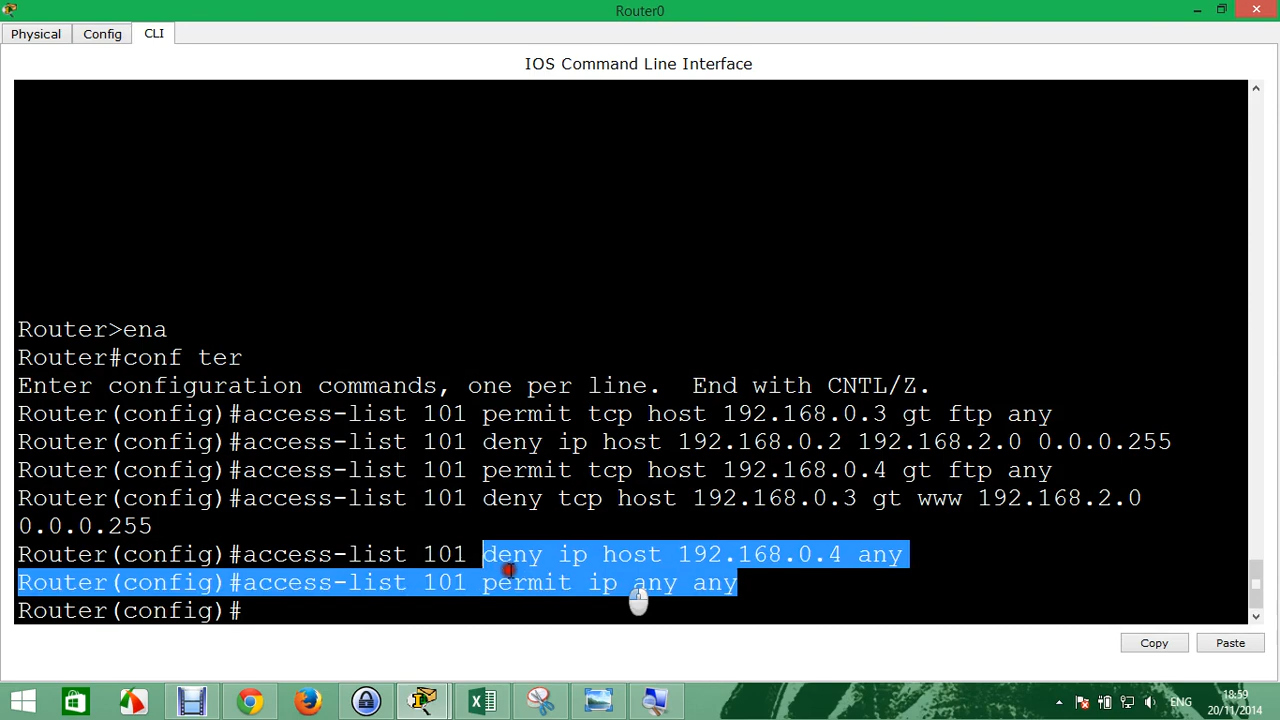 Router0
Physical Config CLI
IOS Command Line Interface
Router>ena
Router#conf ter
Enter configuration commands, one per line.  End with CNTL/Z.
Router(config)#access-list 101 permit tcp host 192.168.0.3 gt ftp any
Router(config)#access-list 101 deny ip host 192.168.0.2 192.168.2.0 0.0.0.255
Router(config)#access-list 101 permit tcp host 192.168.0.4 gt ftp any
Router(config)#access-list 101 deny tcp host 192.168.0.3 gt www 192.168.2.0
0.0.0.255
Router(config)#access-list 101 deny ip host 192.168.0.4 any
Router(config)#access-list 101 permit ip any any
Router(config)#
Copy Paste
ENG
18:59
20/11/2014